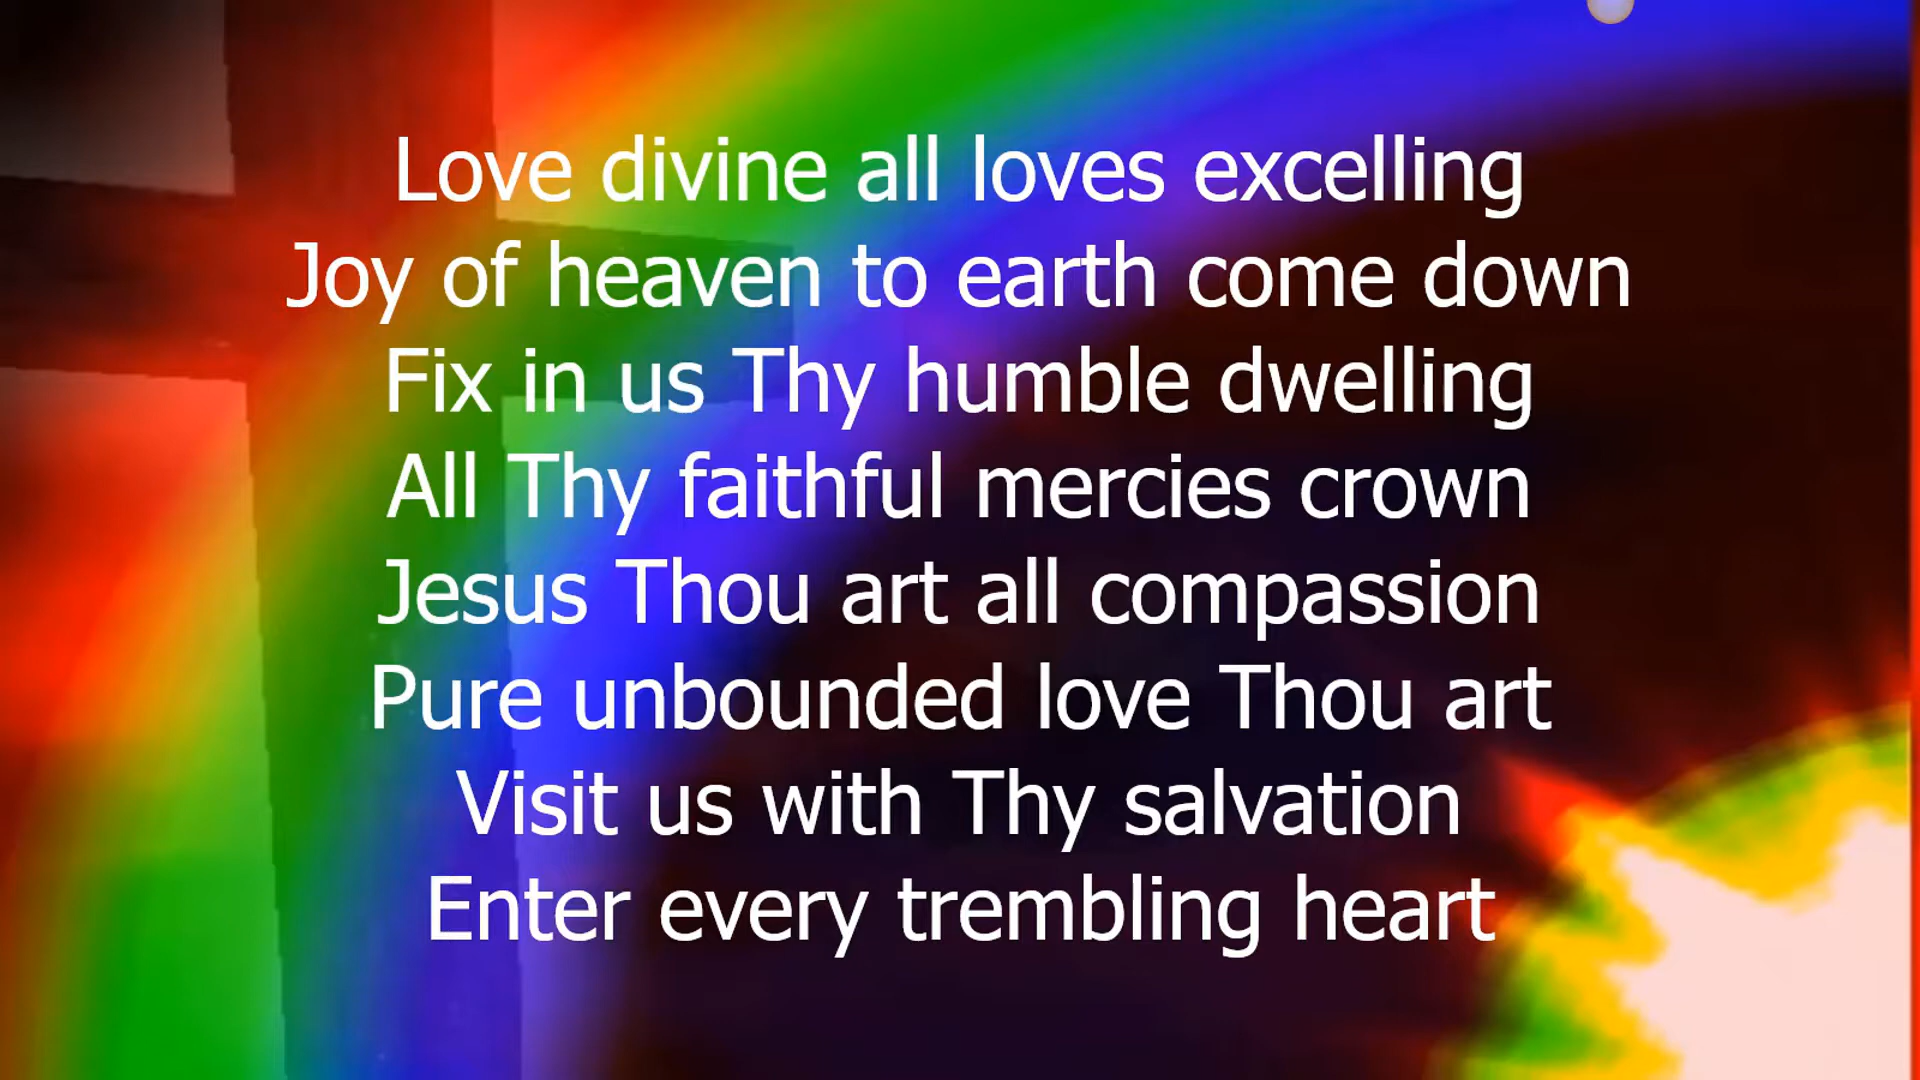 Love divine all loves excelling
Joy of heaven to earth come down
Fix in us Thy humble dwelling
All Thy faithful mercies crown
Jesus Thou art all compassion
Pure unbounded love Thou art
Visit us with Thy salvation
Enter every trembling heart